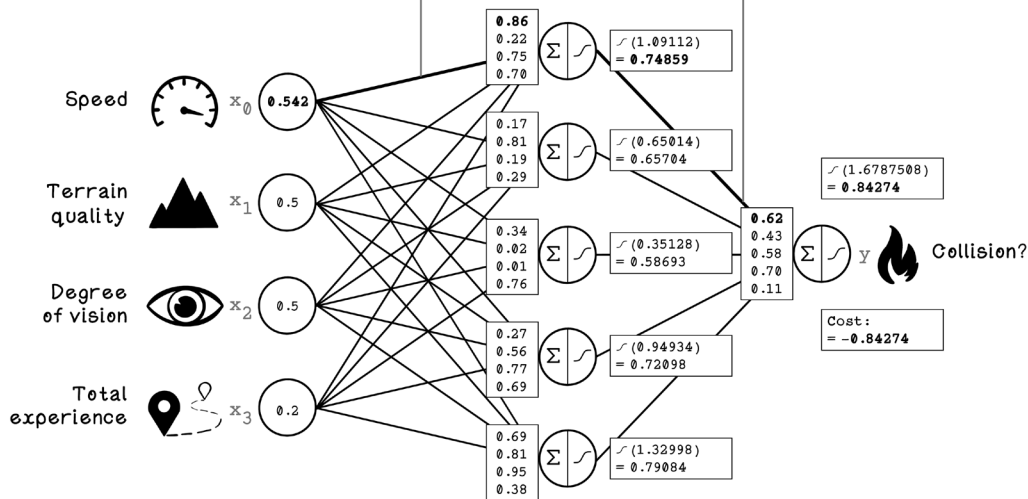 Speed
x0
0.542
Terrain
quality
x1
0.5
Degree
of vision
x2
0.5
Total
experience
x3
0.2
0.86
0.22
0.75
0.70
Σ
(1.09112)
= 0.74859
0.17
0.81
0.19
0.29
Σ
(0.65014)
= 0.65704
0.34
0.02
0.01
0.76
Σ
(0.35128)
= 0.58693
0.27
0.56
0.77
0.69
Σ
(0.94934)
= 0.72098
0.69
0.81
0.95
0.38
Σ
(1.32998)
= 0.79084
0.62
0.43
0.58
0.70
0.11
Σ
(1.6787508)
= 0.84274
y
Collision?
Cost:
= -0.84274